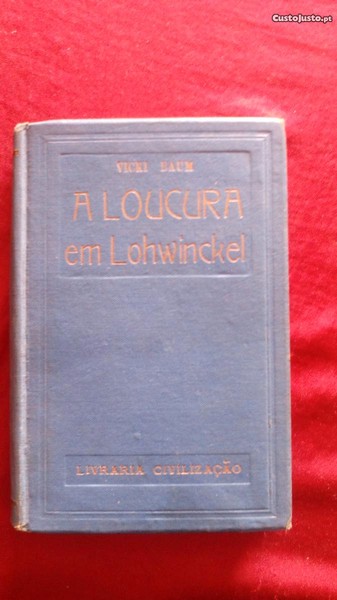 CustoJusto.pt
VICKI BAUM
A LOUCURA
em Lohwinckel
LIVRARIA CIVILIZAÇÃO